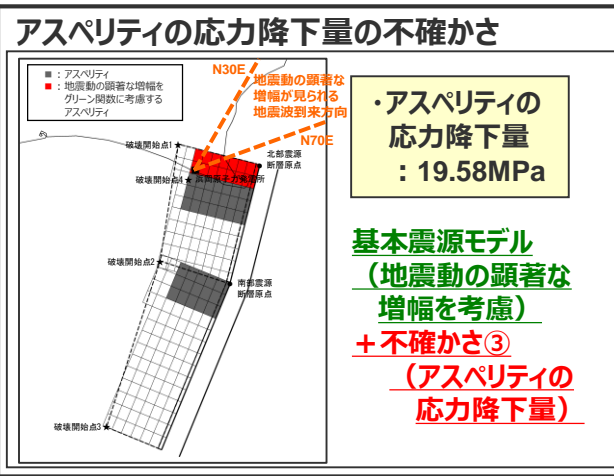 アスペリティの応力降下量の不確かさ
■ ：アスペリティ
■ ：地震動の顕著な増幅を
グリーン関数に考慮する
アスペリティ
N30E
地震動の顕著な
増幅が見られる
地震波到来方向
N70E
破壊開始点1
北部震源
断層原点
破壊開始点4
浜岡原子力発電所
破壊開始点2
南部震源
断層原点
破壊開始点3
・アスペリティの
応力降下量
：19.58MPa
基本震源モデル
（地震動の顕著な
増幅を考慮）
＋不確かさ③
（アスペリティの
応力降下量）